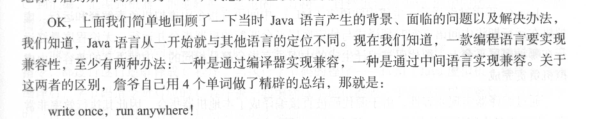 OK，上面我们简单地回顾了一下当时 Java 语言产生的背景、面临的问题以及解决办法，
我们知道，Java 语言从一开始就与其他语言的定位不同。现在我们知道，一款编程语言要实现
兼容性，至少有两种办法：一种是通过编译器实现兼容，一种是通过中间语言实现兼容。关于
这两者的区别，詹爷自己用 4 个单词做了精辟的总结，那就是：
write once，run anywhere！